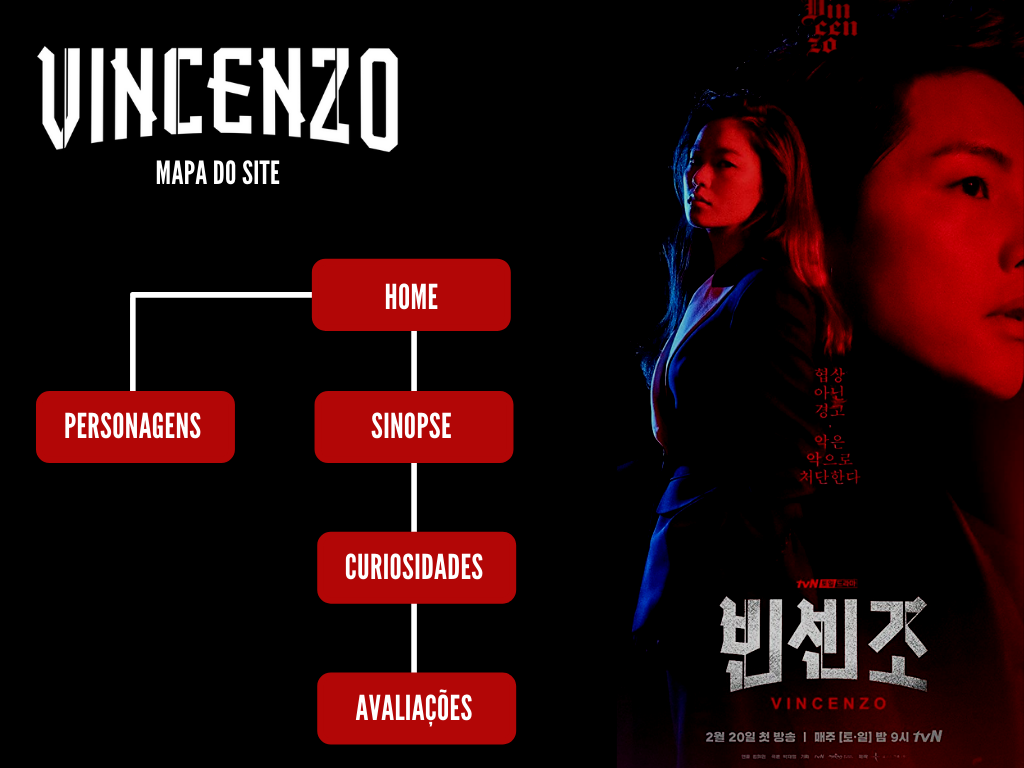 VINCENZO
MAPA DO SITE
HOME
PERSONAGENS
SINOPSE
CURIOSIDADES
AVALIAÇÕES
Vin
cen
zo
협상
아닌
경고
악은
악으로
처단한다
tvN 토일드라마
빈센조
VINCENZO
2월 20일 첫 방송 | 매주 [토·일] 밤 9시 tvN